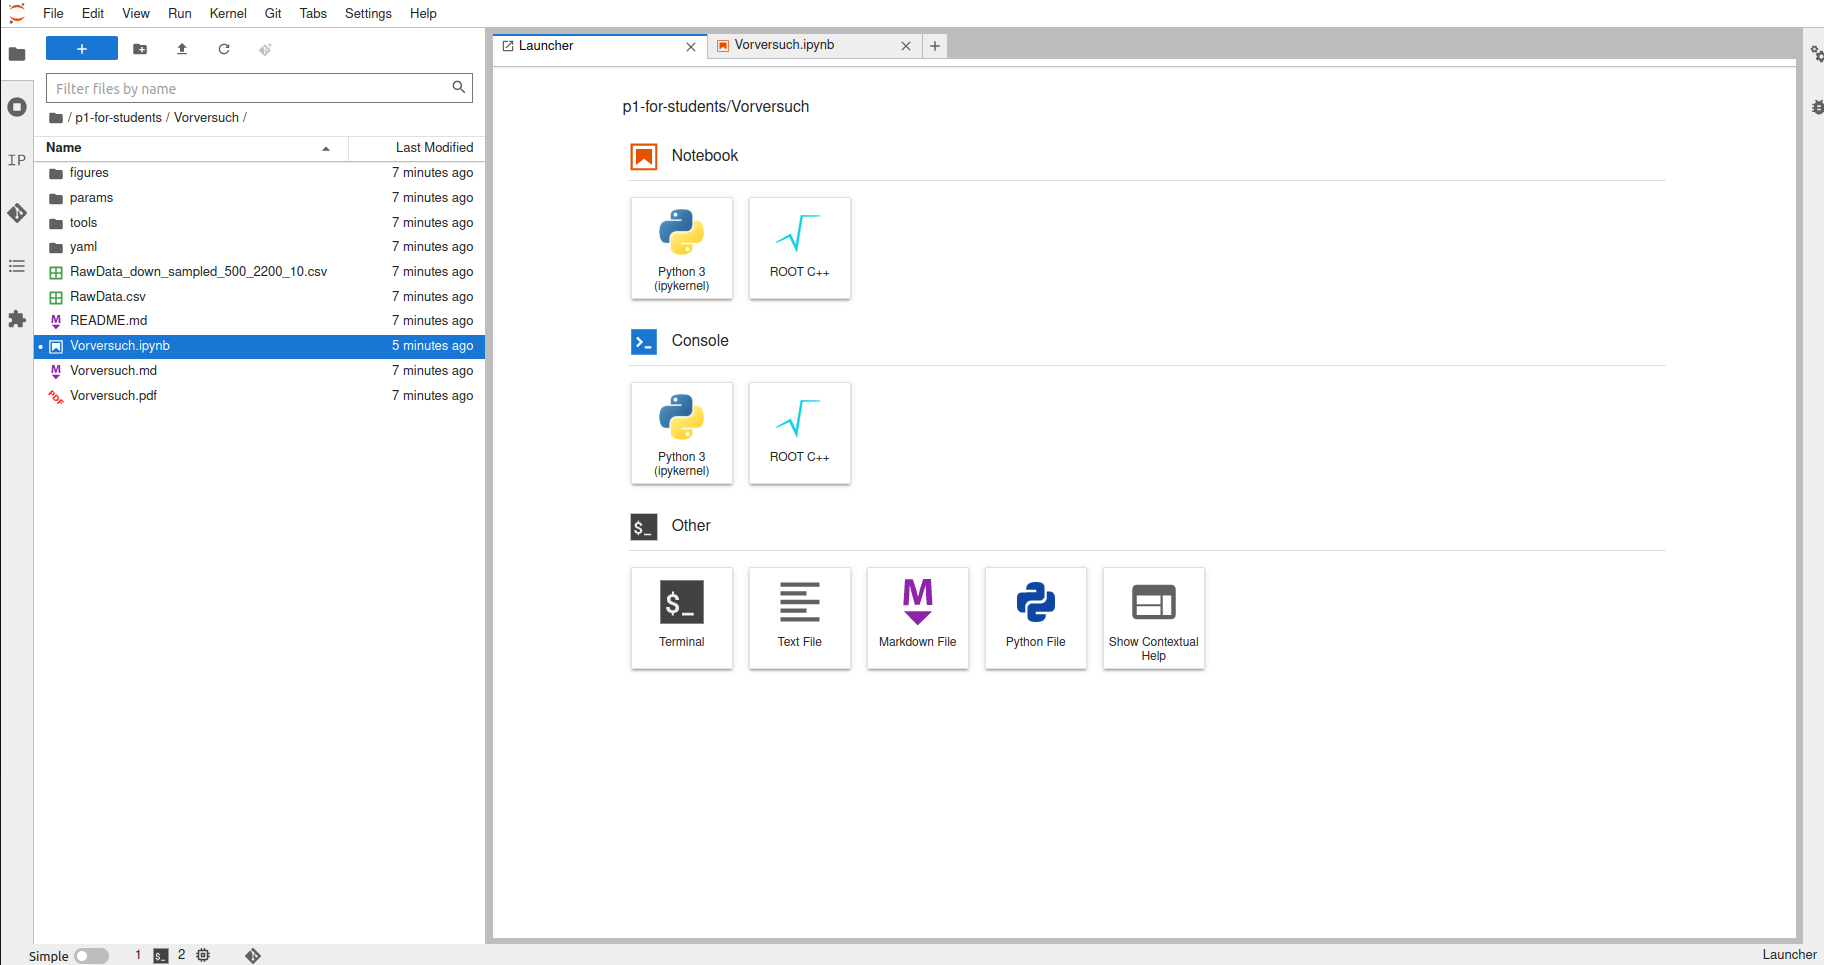 File Edit View Run Kernel Git Tabs Settings Help
Filter files by name
/ p1-for-students / Vorversuch /
Name Last Modified
figures 7 minutes ago
params 7 minutes ago
tools 7 minutes ago
yaml 7 minutes ago
RawData_down_sampled_500_2200_10.csv 7 minutes ago
RawData.csv 7 minutes ago
README.md 7 minutes ago
Vorversuch.ipynb 5 minutes ago
Vorversuch.md 7 minutes ago
Vorversuch.pdf 7 minutes ago
IP
Launcher
Vorversuch.ipynb
p1-for-students/Vorversuch
Notebook
Python 3
(ipykernel)
ROOT C++
Console
Python 3
(ipykernel)
ROOT C++
$_ Other
$_
Terminal
Text File
M
Markdown File
Python File
Show Contextual
Help
Simple 1 $_ 2
Launcher